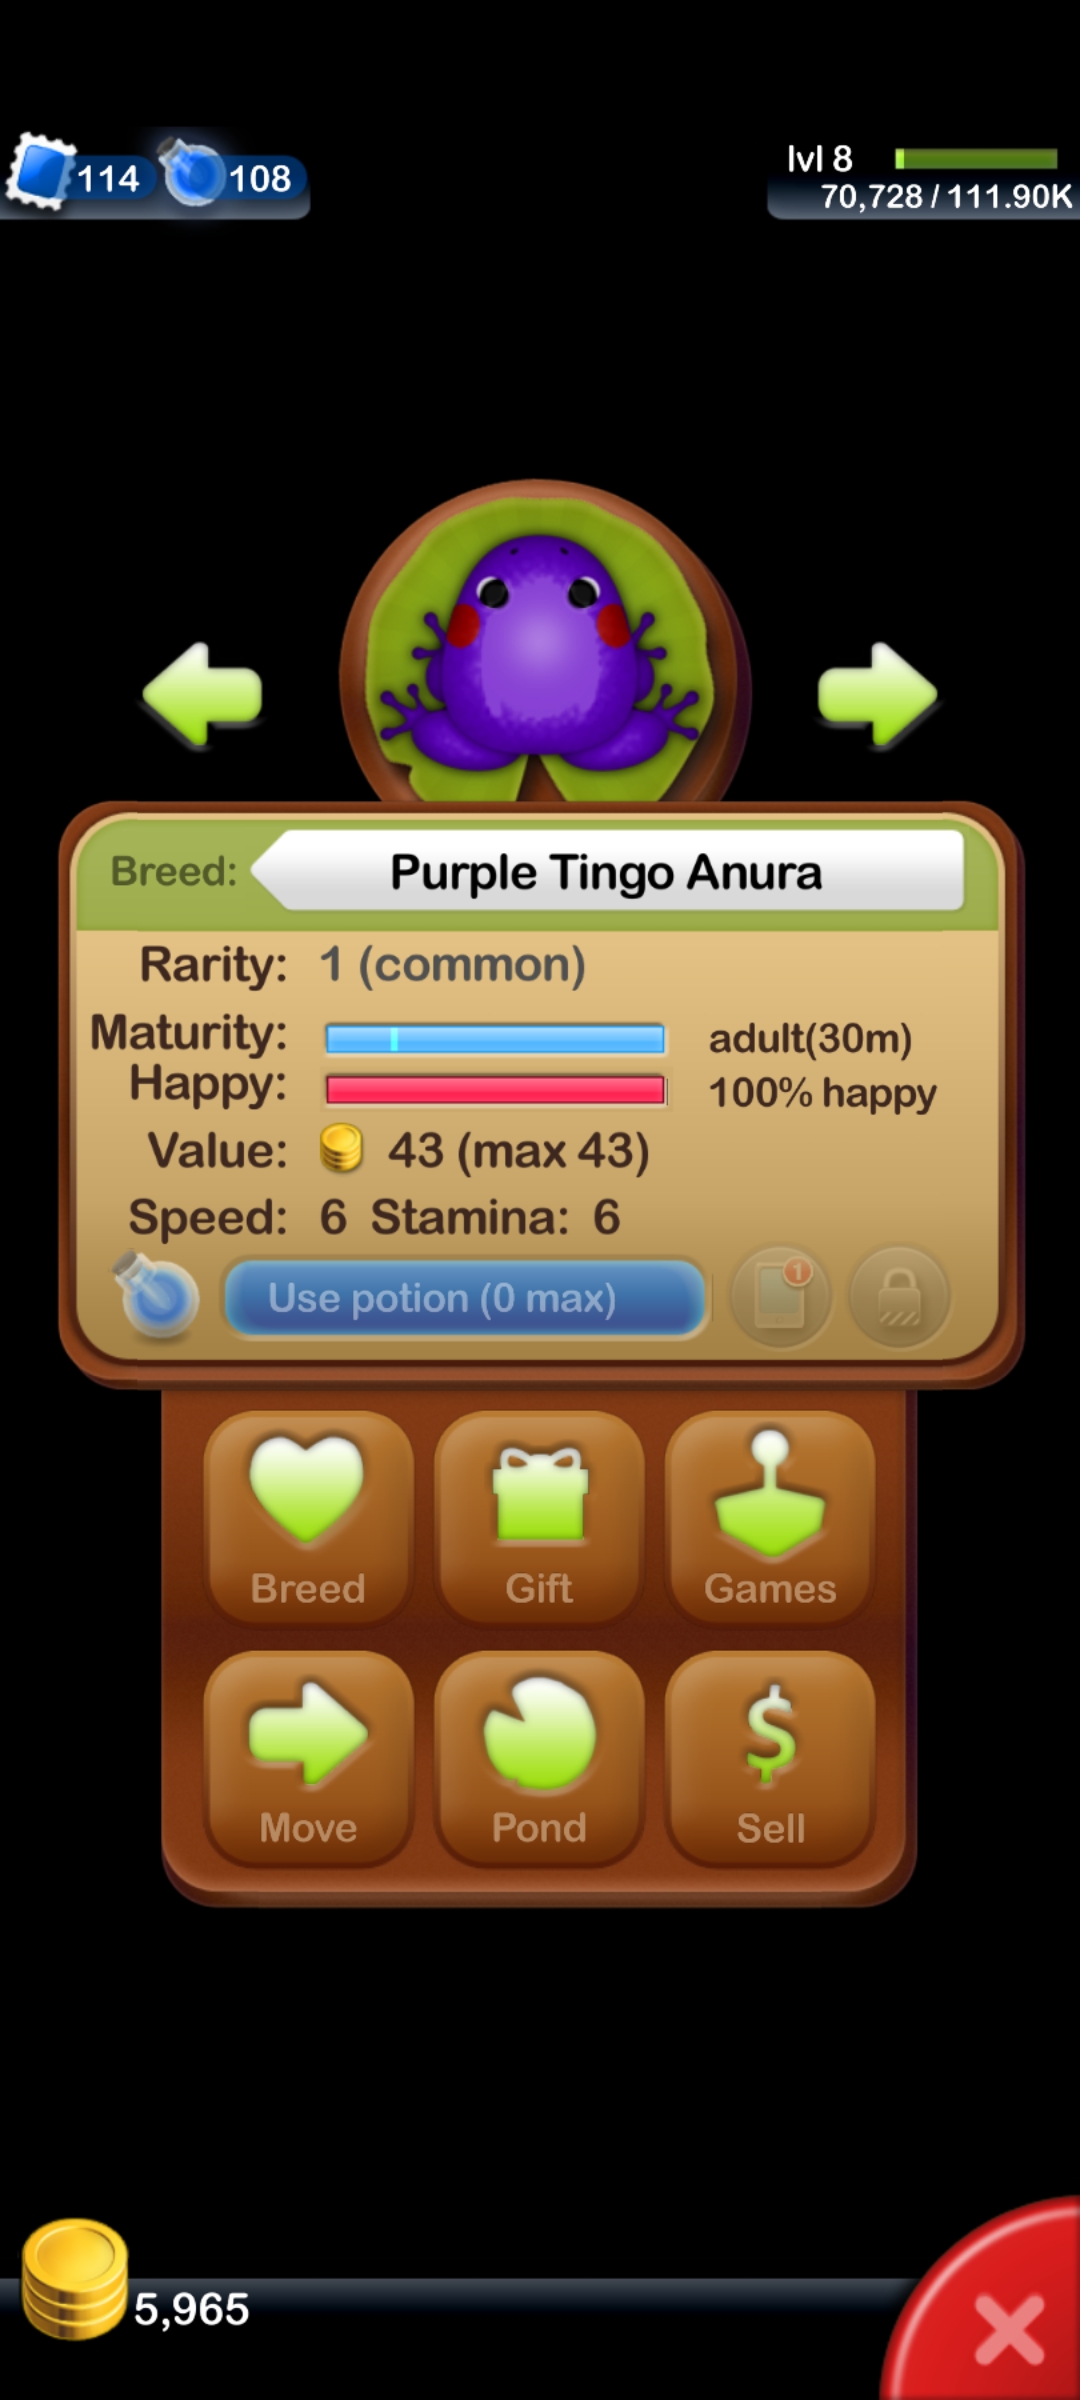 114 108
lvl 8
70,728 / 111.90K
Breed: Purple Tingo Anura
Rarity: 1 (common)
Maturity: adult(30m)
Happy: 100% happy
Value: 43 (max 43)
Speed: 6 Stamina: 6
Use potion (0 max) 1
Breed Gift Games
Move Pond Sell
5,965